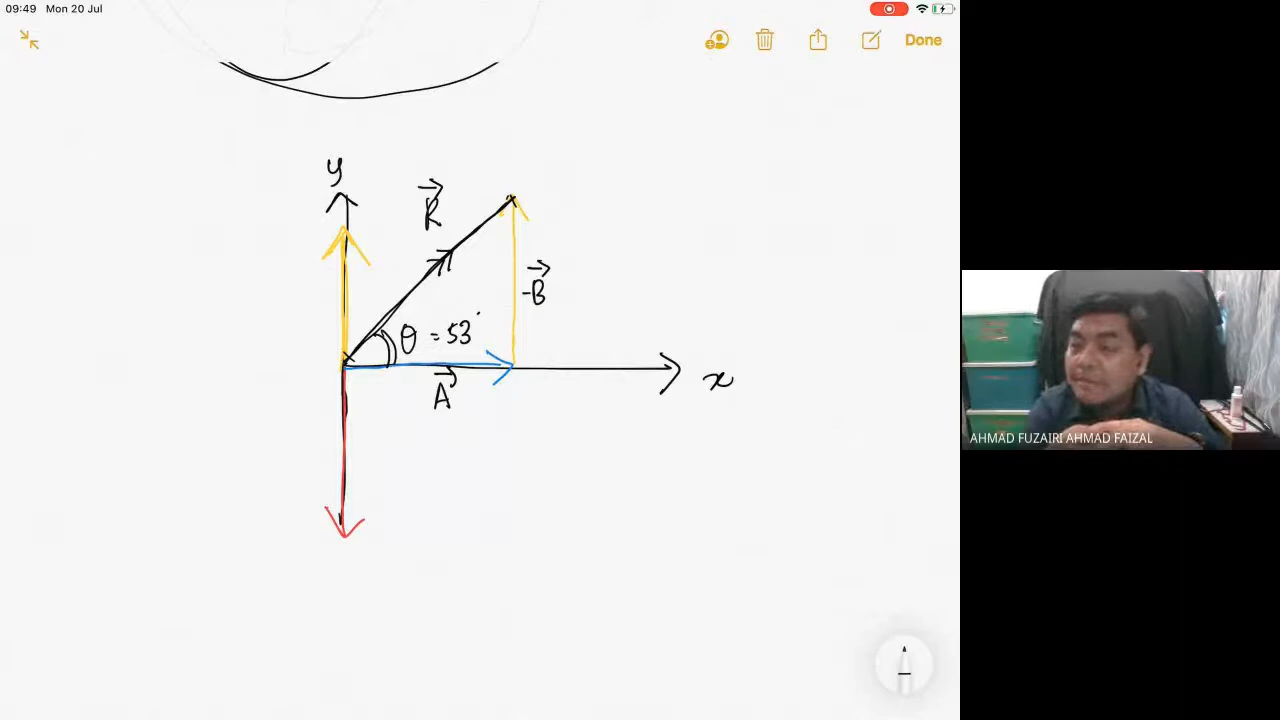 09:49 Mon 20 Jul
Done
y
R
-B
θ = 53°
A
x
AHMAD FUZAIRI AHMAD FAIZAL